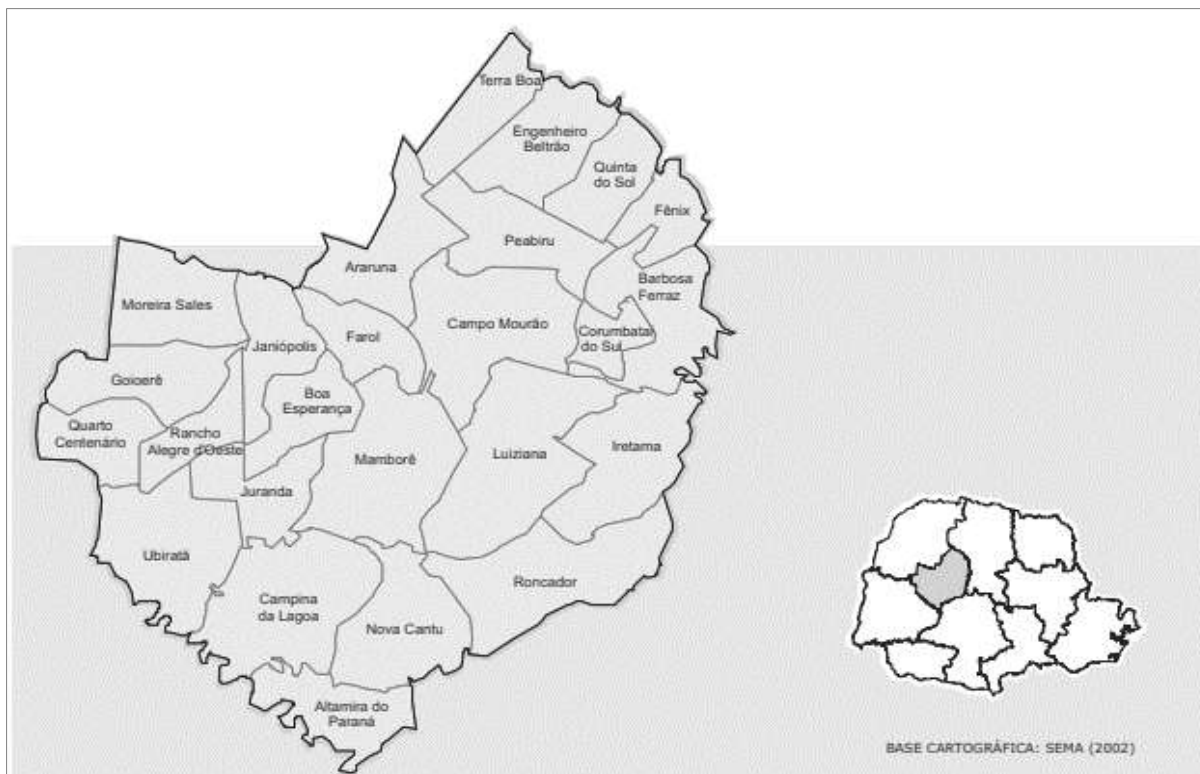 Terra Boa
Engenheiro
Beltrão
Quinta
do Sol
Fênix
Peabiru
Araruna
Barbosa
Ferraz
Moreira Sales
Campo Mourão
Farol
Corumbatai
do Sul
Janiópolis
Goioerê
Boa
Esperança
Quarto
Centenário
Rancho
Alegre d'Oeste
Mamborê
Luiziana
Iretama
Juranda
Ubiratã
Roncador
Campina
da Lagoa
Nova Cantu
Altamira do
Paraná
BASE CARTOGRÁFICA: SEMA (2002)